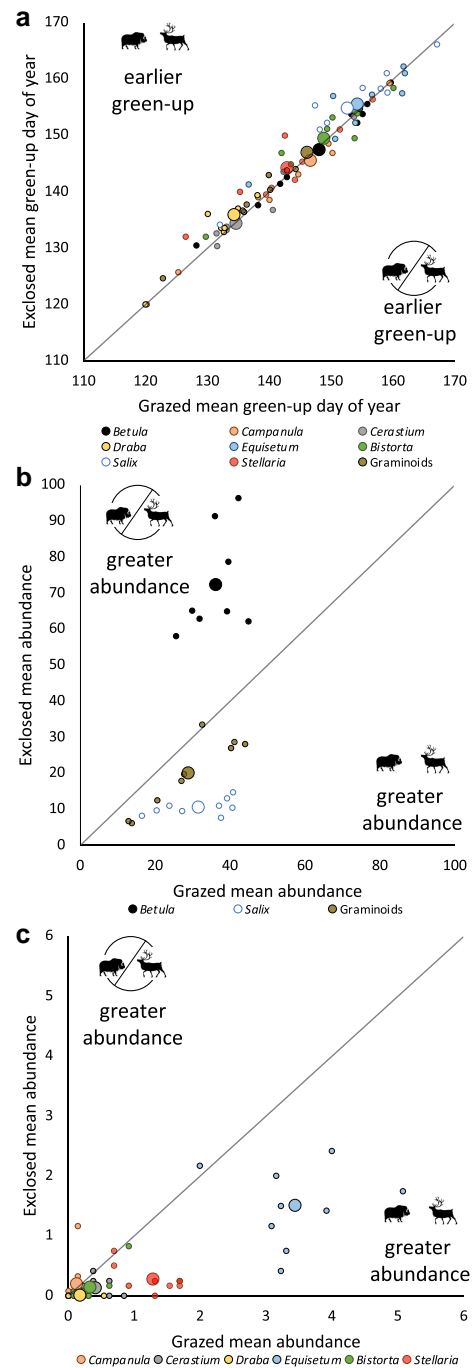 a
170
160
150
140
130
120
110
Exclosed mean green-up day of year
earlier
green-up
earlier
green-up
110 120 130 140 150 160 170
Grazed mean green-up day of year
Betula Campanula Cerastium
Draba Equisetum Bistorta
Salix Stellaria Graminoids
b
100
90
80
70
60
50
40
30
20
10
0
Exclosed mean abundance
greater
abundance
greater
abundance
0 20 40 60 80 100
Grazed mean abundance
Betula Salix Graminoids
c
6
5
4
3
2
1
0
Exclosed mean abundance
greater
abundance
greater
abundance
0 1 2 3 4 5 6
Grazed mean abundance
Campanula Cerastium Draba Equisetum Bistorta Stellaria